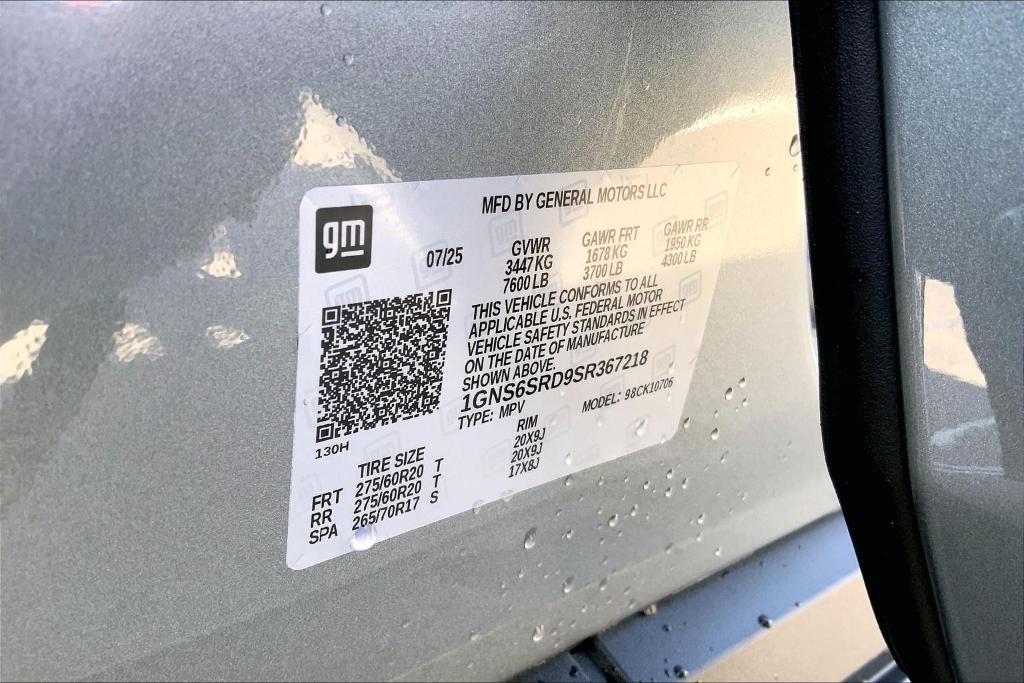 MFD BY GENERAL MOTORS LLC
gm
07/25
GVWR GAWR FRT GAWR RR
3447 KG 1678 KG 1950 KG
7600 LB 3700 LB 4300 LB
THIS VEHICLE CONFORMS TO ALL
APPLICABLE U.S. FEDERAL MOTOR
VEHICLE SAFETY STANDARDS IN EFFECT
ON THE DATE OF MANUFACTURE
SHOWN ABOVE.
1GNS6SRD9SR367218
TYPE: MPV MODEL: 98CK10706
130H
TIRE SIZE RIM
FRT 275/60R20 T 20X9J
RR 275/60R20 T 20X9J
SPA 265/70R17 S 17X8J